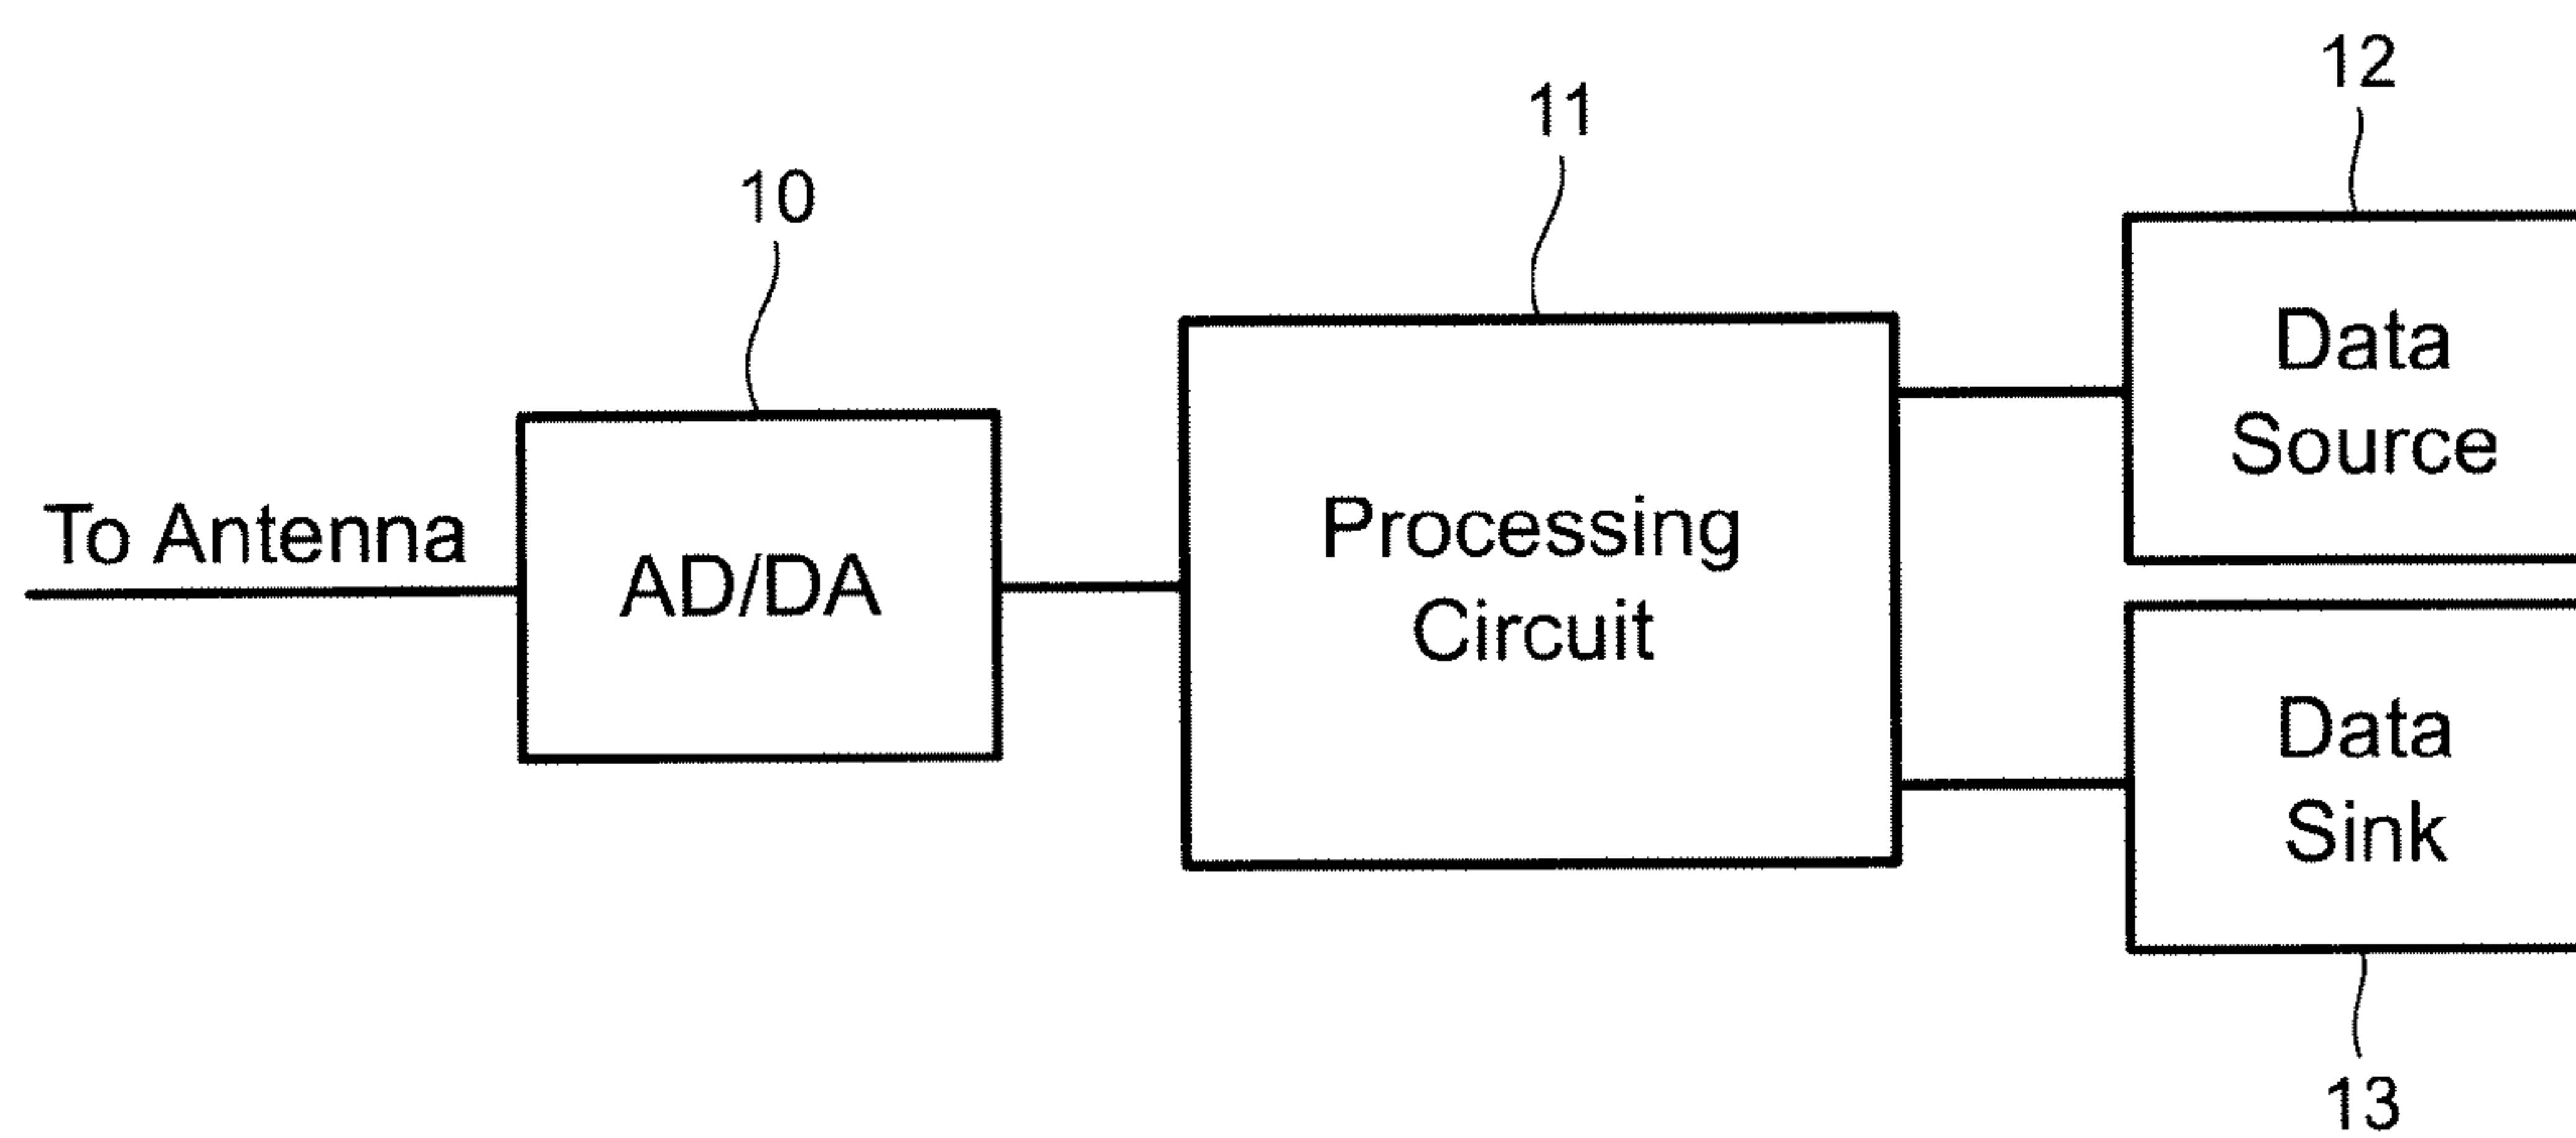 12
11
10
Data
Source
Processing
Circuit
To Antenna
AD/DA
Data
Sink
13